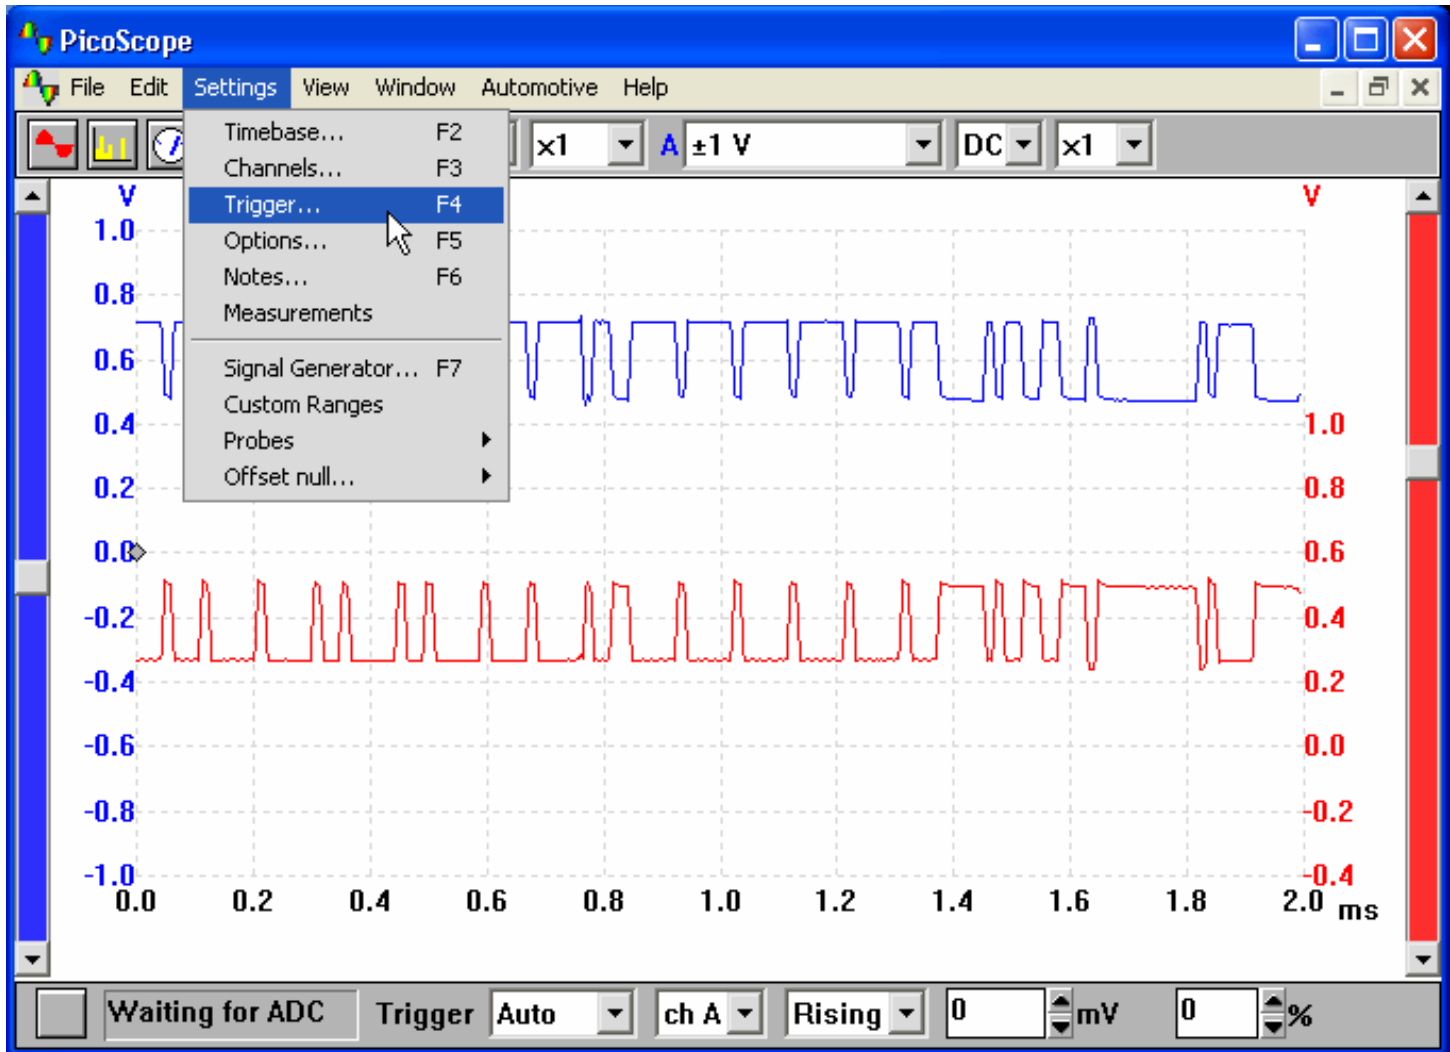 PicoScope
File Edit Settings View Window Automotive Help
x1 A ±1 V DC x1
Timebase... F2
Channels... F3
Trigger... F4
Options... F5
Notes... F6
Measurements
Signal Generator... F7
Custom Ranges
Probes
Offset null...
V V
1.0
0.8
0.6
0.4 1.0
0.2 0.8
0.0 0.6
-0.2 0.4
-0.4 0.2
-0.6 0.0
-0.8 -0.2
-1.0 -0.4
0.0 0.2 0.4 0.6 0.8 1.0 1.2 1.4 1.6 1.8 2.0 ms
Waiting for ADC Trigger Auto ch A Rising 0 mV 0 %